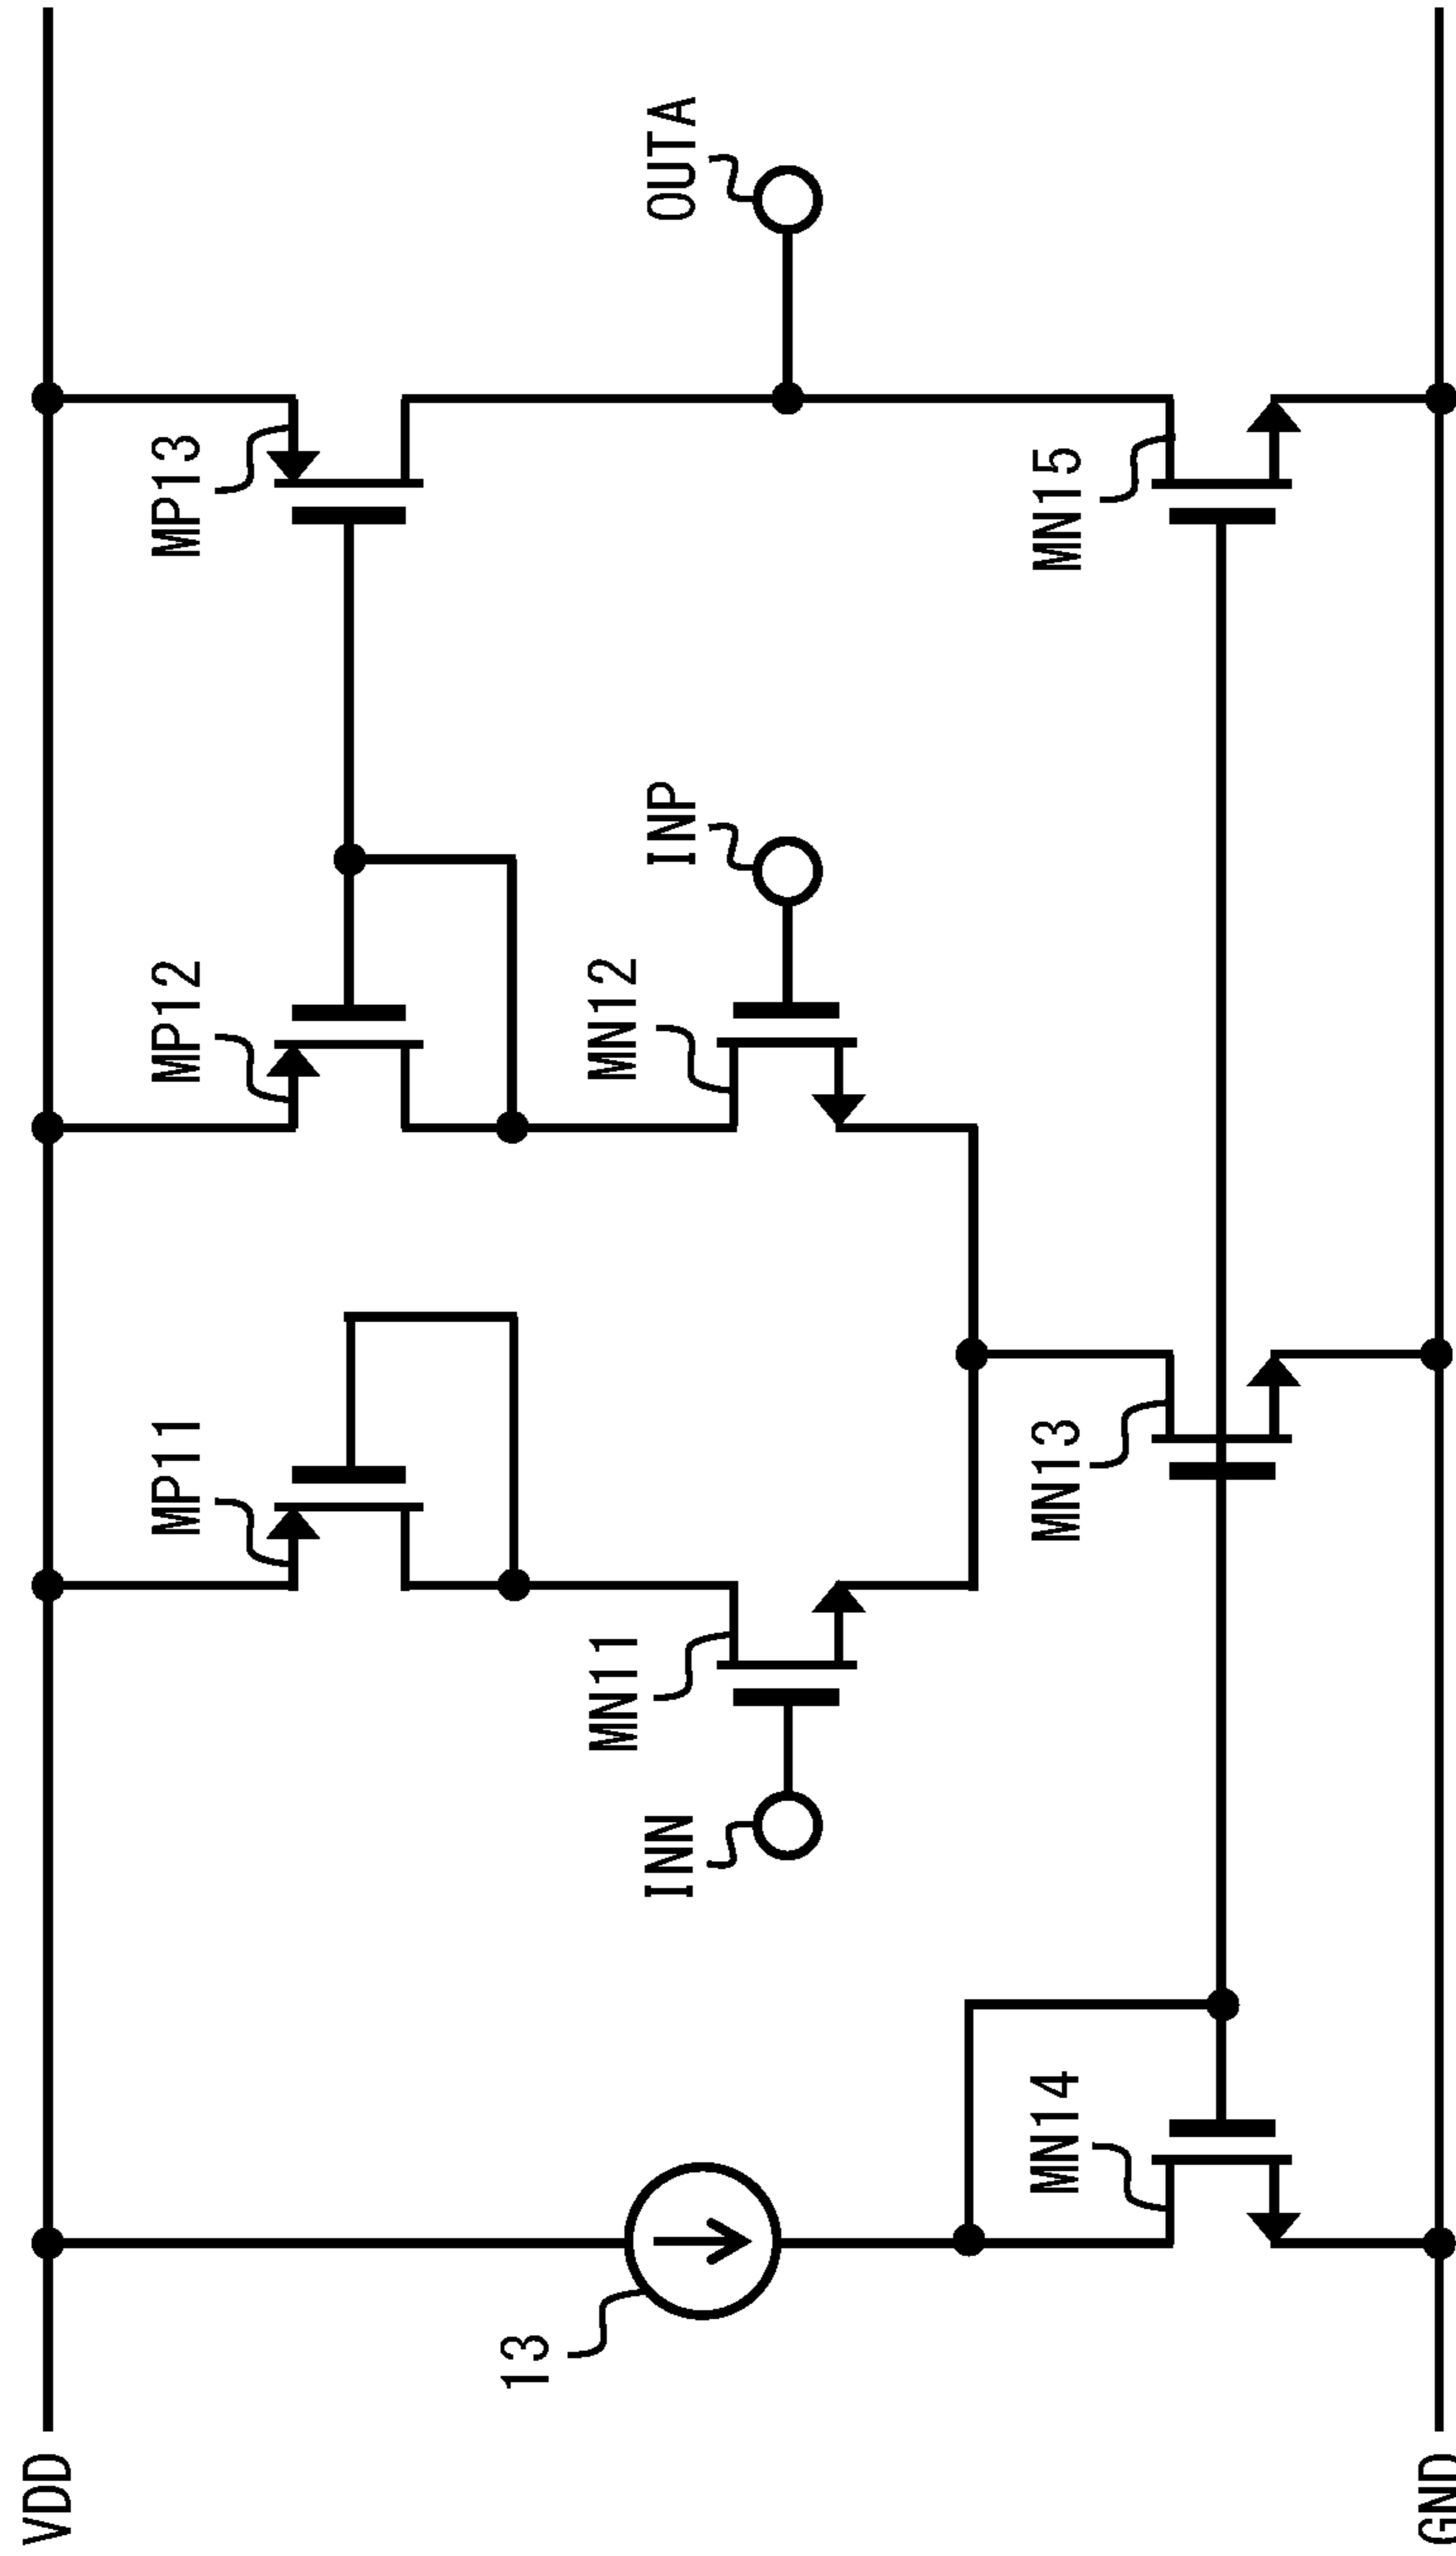 VDD
MP11
MP12
MP13
13
INN
MN11
MN12
INP
OUTA
MN14
MN13
MN15
GND